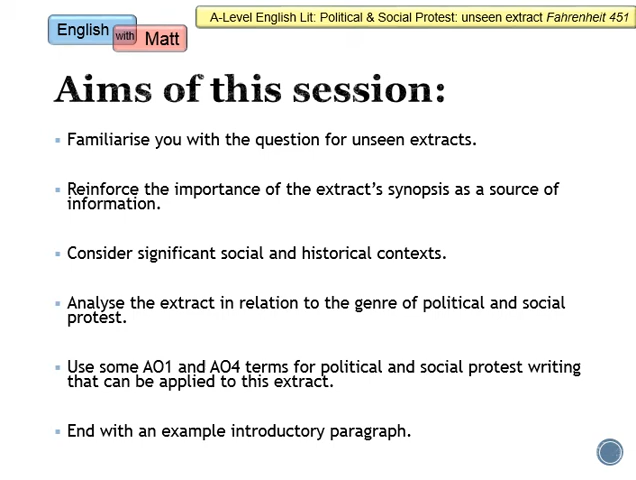 A-Level English Lit: Political & Social Protest: unseen extract Fahrenheit 451
English with Matt
Aims of this session:
Familiarise you with the question for unseen extracts.
Reinforce the importance of the extract's synopsis as a source of
information.
Consider significant social and historical contexts.
Analyse the extract in relation to the genre of political and social
protest.
Use some AO1 and AO4 terms for political and social protest writing
that can be applied to this extract.
End with an example introductory paragraph.